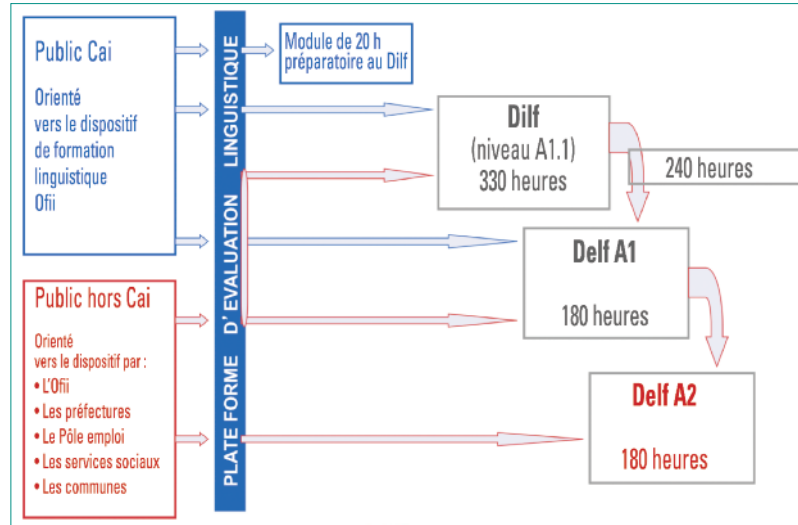 Public Cai
Orienté
vers le dispositif
de formation
linguistique
Ofii
Public hors Cai
Orienté
vers le dispositif par :
• L'Ofii
• Les préfectures
• Le Pôle emploi
• Les services sociaux
• Les communes
PLATE FORME D'EVALUATION LINGUISTIQUE
Module de 20 h
préparatoire au Dilf
Dilf
(niveau A1.1)
330 heures
240 heures
Delf A1
180 heures
Delf A2
180 heures